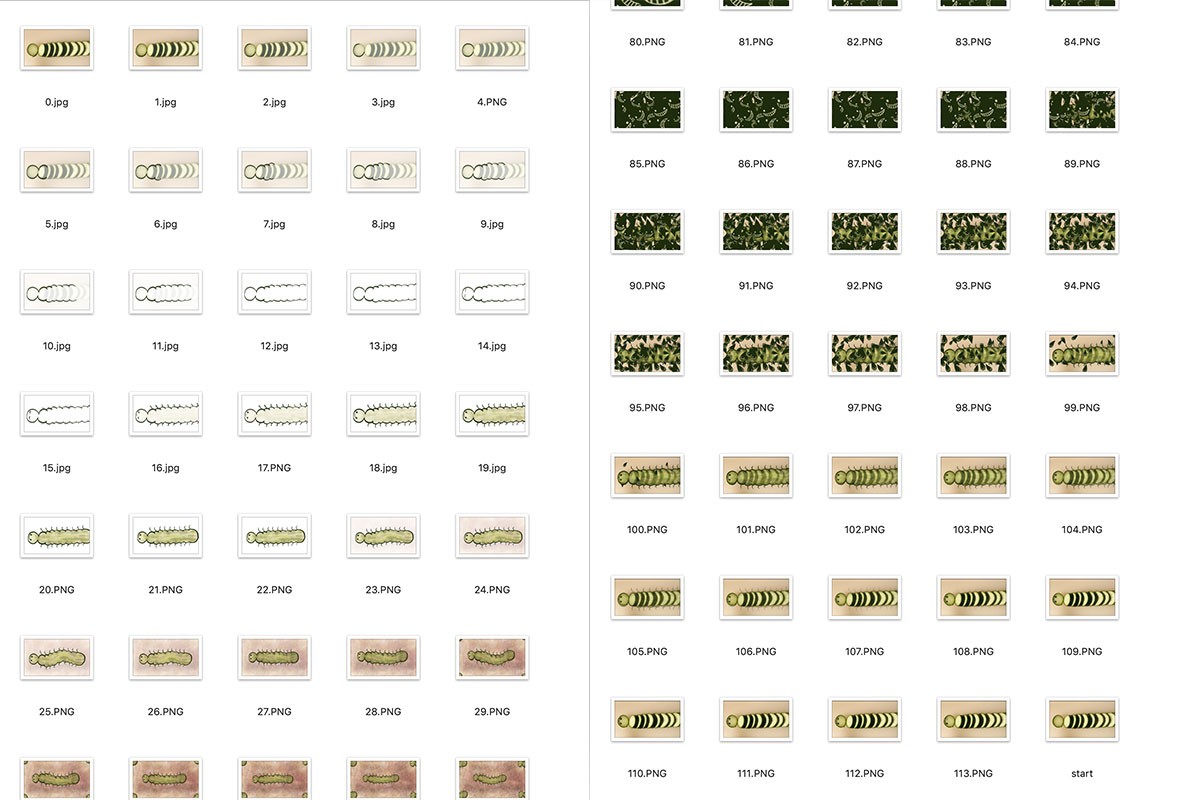 0.jpg 1.jpg 2.jpg 3.jpg 4.PNG
5.jpg 6.jpg 7.jpg 8.jpg 9.jpg
10.jpg 11.jpg 12.jpg 13.jpg 14.jpg
15.jpg 16.jpg 17.PNG 18.jpg 19.jpg
20.PNG 21.PNG 22.PNG 23.PNG 24.PNG
25.PNG 26.PNG 27.PNG 28.PNG 29.PNG
80.PNG 81.PNG 82.PNG 83.PNG 84.PNG
85.PNG 86.PNG 87.PNG 88.PNG 89.PNG
90.PNG 91.PNG 92.PNG 93.PNG 94.PNG
95.PNG 96.PNG 97.PNG 98.PNG 99.PNG
100.PNG 101.PNG 102.PNG 103.PNG 104.PNG
105.PNG 106.PNG 107.PNG 108.PNG 109.PNG
110.PNG 111.PNG 112.PNG 113.PNG start